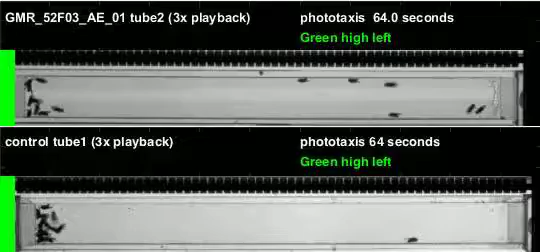 GMR_52F03_AE_01 tube2 (3x playback) phototaxis 64.0 seconds
Green high left
control tube1 (3x playback) phototaxis 64 seconds
Green high left